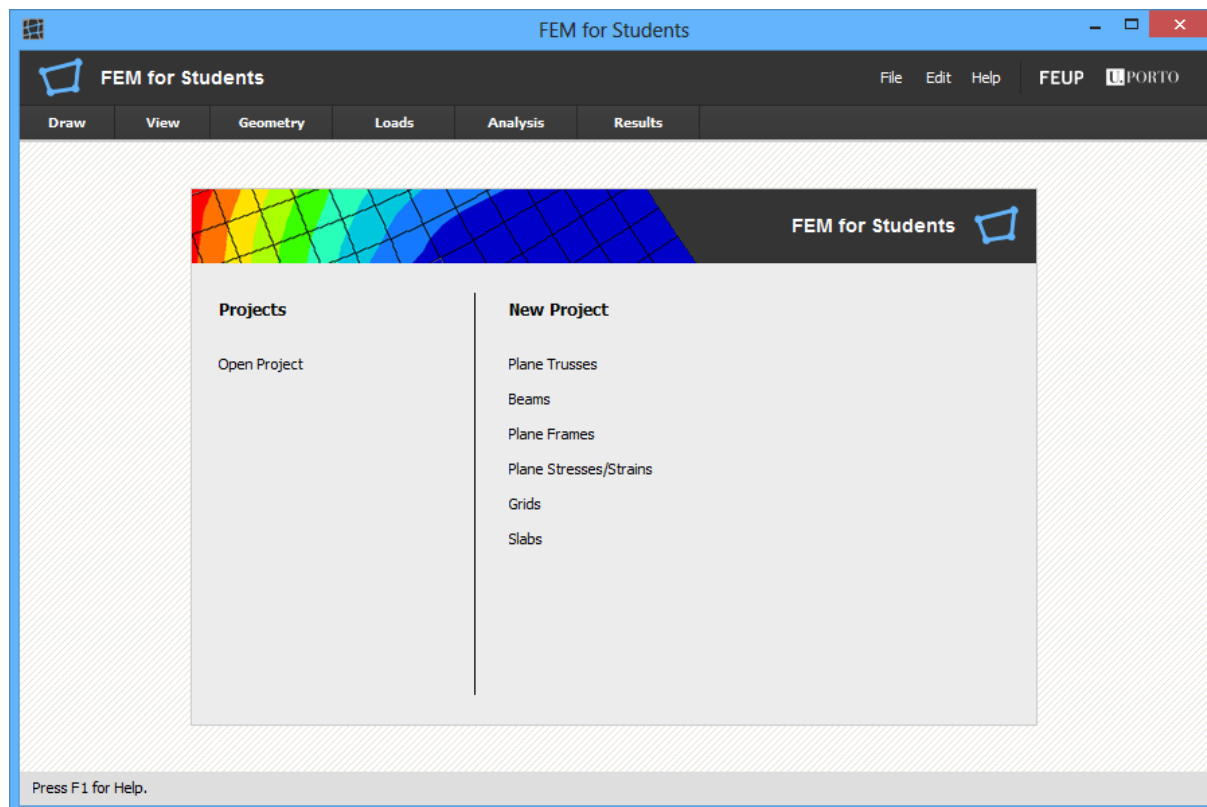 FEM for Students
FEM for Students
File Edit Help FEUP U.PORTO
Draw View Geometry Loads Analysis Results
FEM for Students
Projects
Open Project
New Project
Plane Trusses
Beams
Plane Frames
Plane Stresses/Strains
Grids
Slabs
Press F1 for Help.